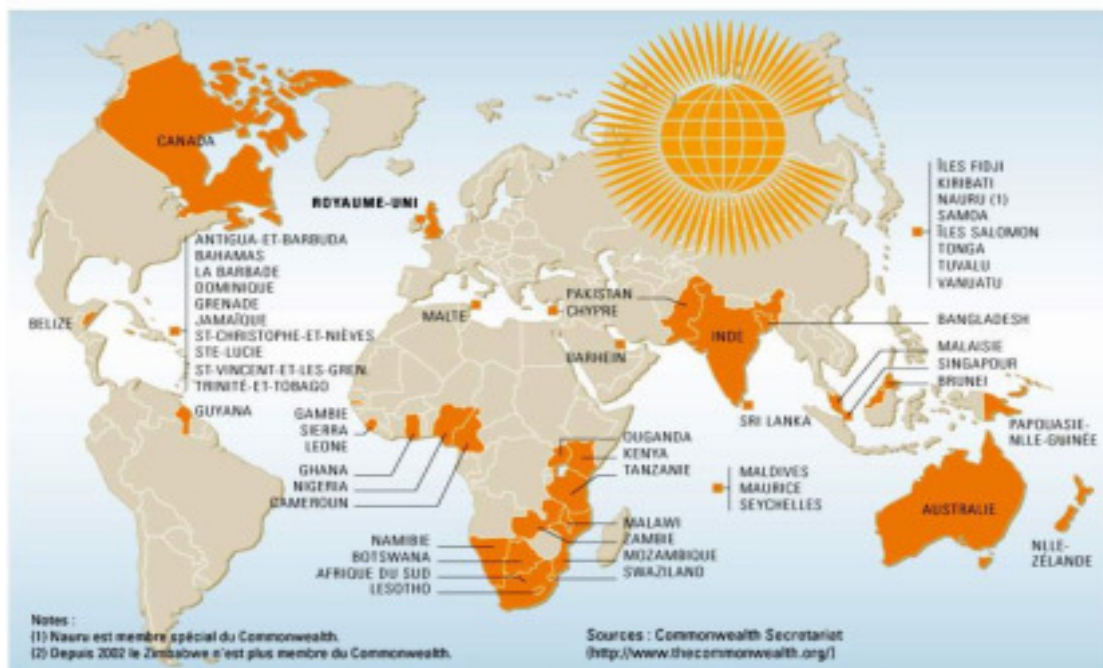 CANADA
ROYAUME-UNI
ANTIGUA-ET-BARBUDA
BAHAMAS
LA BARBADE
DOMINIQUE
GRENADE
JAMAÏQUE
ST-CHRISTOPHE-ET-NIÈVES
STE-LUCIE
ST-VINCENT-ET-LES-GREN.
TRINITÉ-ET-TOBAGO
BELIZE
GUYANA
MALTE
PAKISTAN
CHYPRE
INDE
ÎLES FIDJI
KIRIBATI
NAURU (1)
SAMOA
ÎLES SALOMON
TONGA
TUVALU
VANUATU
BANGLADESH
MALAISIE
SINGAPOUR
BRUNEI
SRI LANKA
PAPOUASIE-
NLLE-GUINÉE
GAMBIE
SIERRA
LEONE
GHANA
NIGERIA
CAMEROUN
OUGANDA
KENYA
TANZANIE
MALDIVES
MAURICE
SEYCHELLES
AUSTRALIE
NLLE-
ZÉLANDE
MALAWI
ZAMBIE
MOZAMBIQUE
SWAZILAND
NAMIBIE
BOTSWANA
AFRIQUE DU SUD
LESOTHO
Notes :
(1) Nauru est membre spécial du Commonwealth.
(2) Depuis 2002 le Zimbabwe n'est plus membre du Commonwealth.
Sources : Commonwealth Secretariat
(http://www.thecommonwealth.org/)